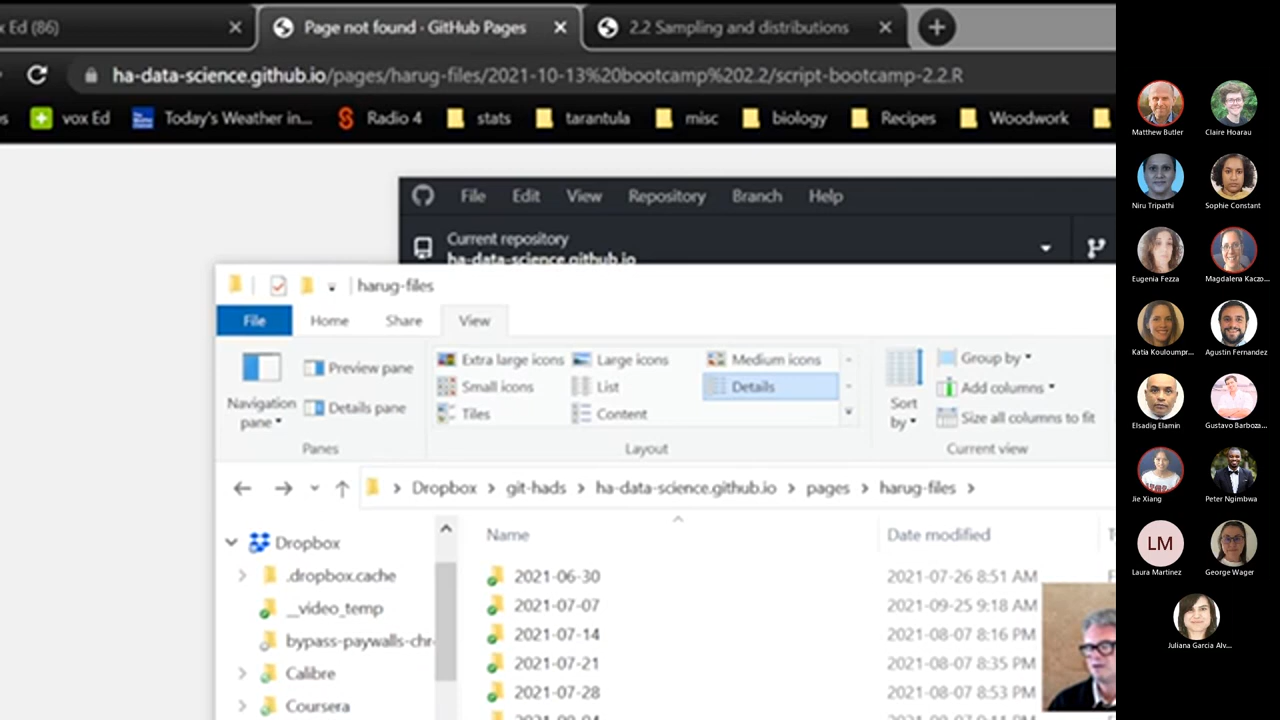 x Ed (86)
Page not found · GitHub Pages
2.2 Sampling and distributions
ha-data-science.github.io/pages/harug-files/2021-10-13%20bootcamp%202.2/script-bootcamp-2.2.R
vox Ed
Today's Weather in...
Radio 4
stats
tarantula
misc
biology
Recipes
Woodwork
File Edit View Repository Branch Help
Current repository
ha-data-science.github.io
harug-files
File Home Share View
Navigation pane
Preview pane
Details pane
Panes
Extra large icons
Large icons
Medium icons
Small icons
List
Details
Tiles
Content
Layout
Sort by
Group by
Add columns
Size all columns to fit
Current view
Dropbox > git-hads > ha-data-science.github.io > pages > harug-files >
Name
Date modified
Dropbox
.dropbox.cache
__video_temp
bypass-paywalls-chr
Calibre
Coursera
2021-06-30 2021-07-26 8:51 AM
2021-07-07 2021-09-25 9:18 AM
2021-07-14 2021-08-07 8:16 PM
2021-07-21 2021-08-07 8:35 PM
2021-07-28 2021-08-07 8:53 PM
Matthew Butler
Claire Hoarau
Niru Tripathi
Sophie Constant
Eugenia Fezza
Magdalena Kaczo...
Katia Kouloumpr...
Agustin Fernandez
Elsadig Elamin
Gustavo Barboza...
Jie Xiang
Peter Ngimbwa
LM
Laura Martinez
George Wager
Juliana Garcia Alv...